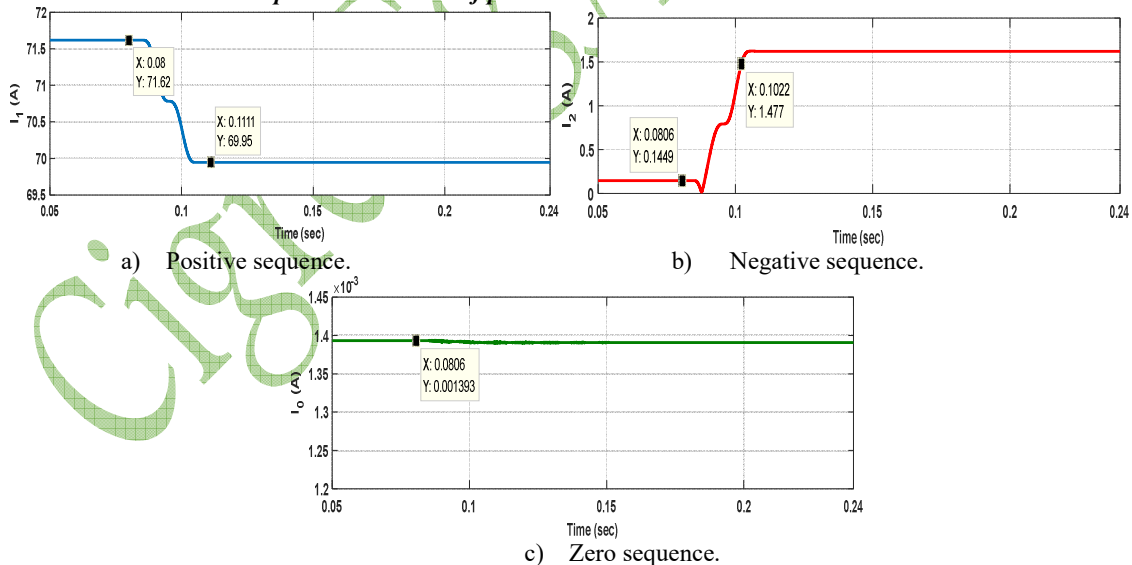 72
71.5
71
70.5
70
69.5
I1 (A)
X: 0.08
Y: 71.62
X: 0.1111
Y: 69.95
0.05
0.1
0.15
0.2
0.24
Time (sec)
a) Positive sequence.
2
1.5
1
0.5
0
I2 (A)
X: 0.0806
Y: 0.1449
X: 0.1022
Y: 1.477
0.05
0.1
0.15
0.2
0.24
Time (sec)
b) Negative sequence.
×10-3
1.45
1.4
1.35
1.3
1.25
1.2
I0 (A)
X: 0.0806
Y: 0.001393
0.05
0.1
0.15
0.2
0.24
Time (sec)
c) Zero sequence.